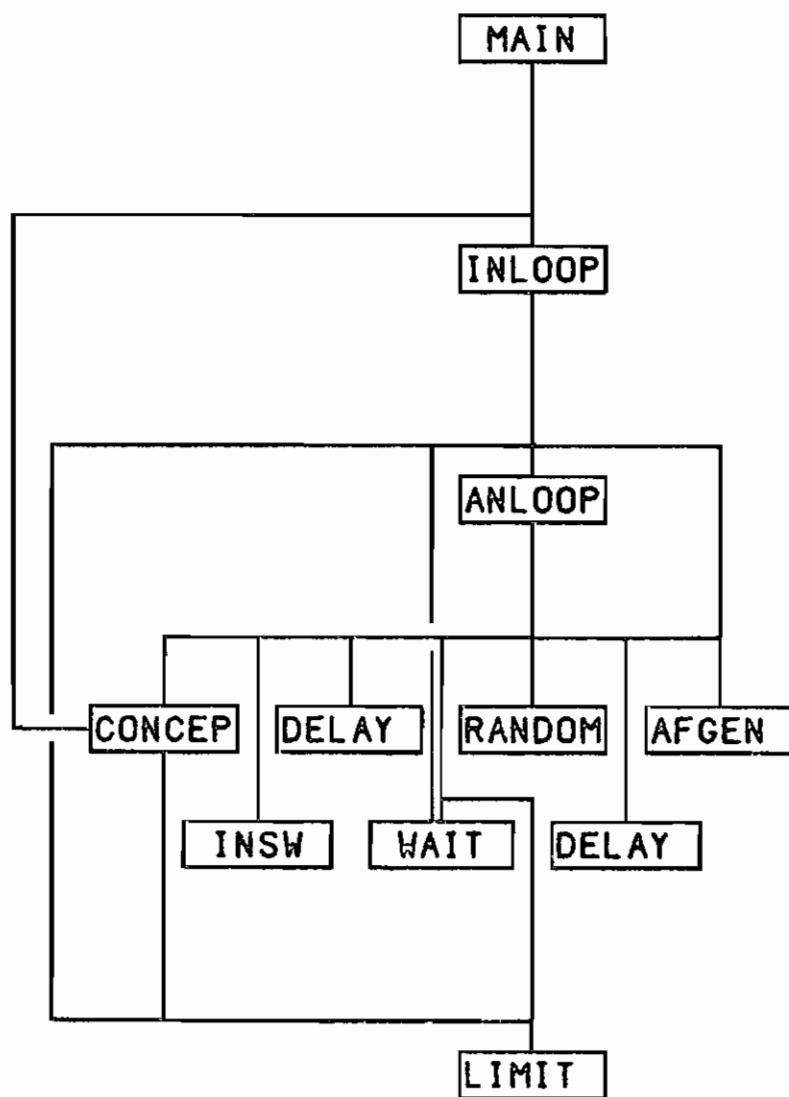 MAIN
INLOOP
ANLOOP
CONCEP DELAY RANDOM AFGEN
INSW WAIT DELAY
LIMIT